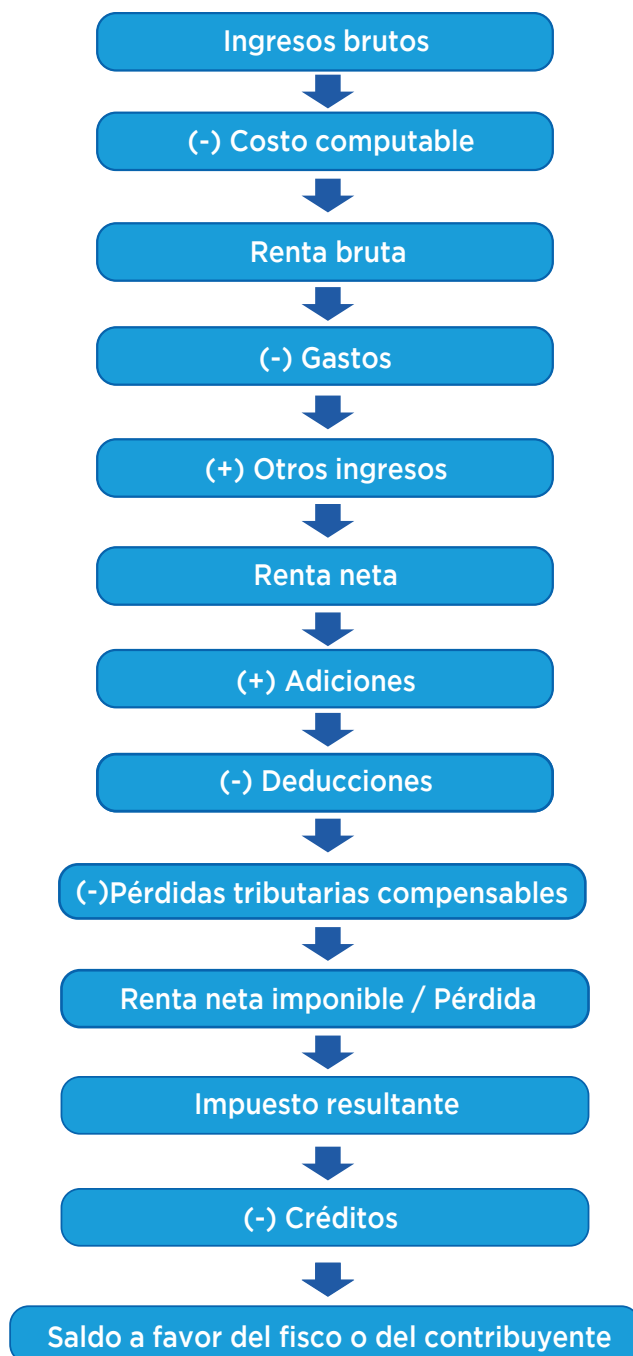 Ingresos brutos
(-) Costo computable
Renta bruta
(-) Gastos
(+) Otros ingresos
Renta neta
(+) Adiciones
(-) Deducciones
(-)Pérdidas tributarias compensables
Renta neta imponible / Pérdida
Impuesto resultante
(-) Créditos
Saldo a favor del fisco o del contribuyente